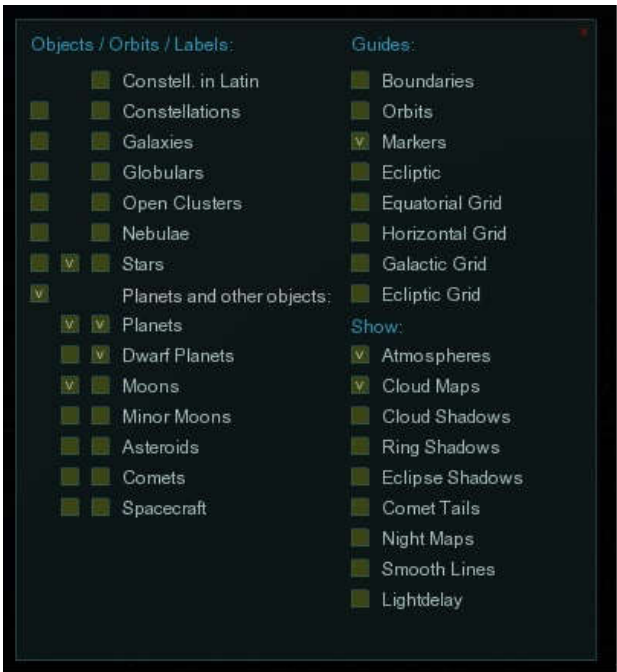 Objects / Orbits / Labels:
Constell. in Latin
Constellations
Galaxies
Globulars
Open Clusters
Nebulae
v Stars
v Planets and other objects:
v v Planets
v Dwarf Planets
v Moons
Minor Moons
Asteroids
Comets
Spacecraft
Guides:
Boundaries
Orbits
v Markers
Ecliptic
Equatorial Grid
Horizontal Grid
Galactic Grid
Ecliptic Grid
Show:
v Atmospheres
v Cloud Maps
Cloud Shadows
Ring Shadows
Eclipse Shadows
Comet Tails
Night Maps
Smooth Lines
Lightdelay